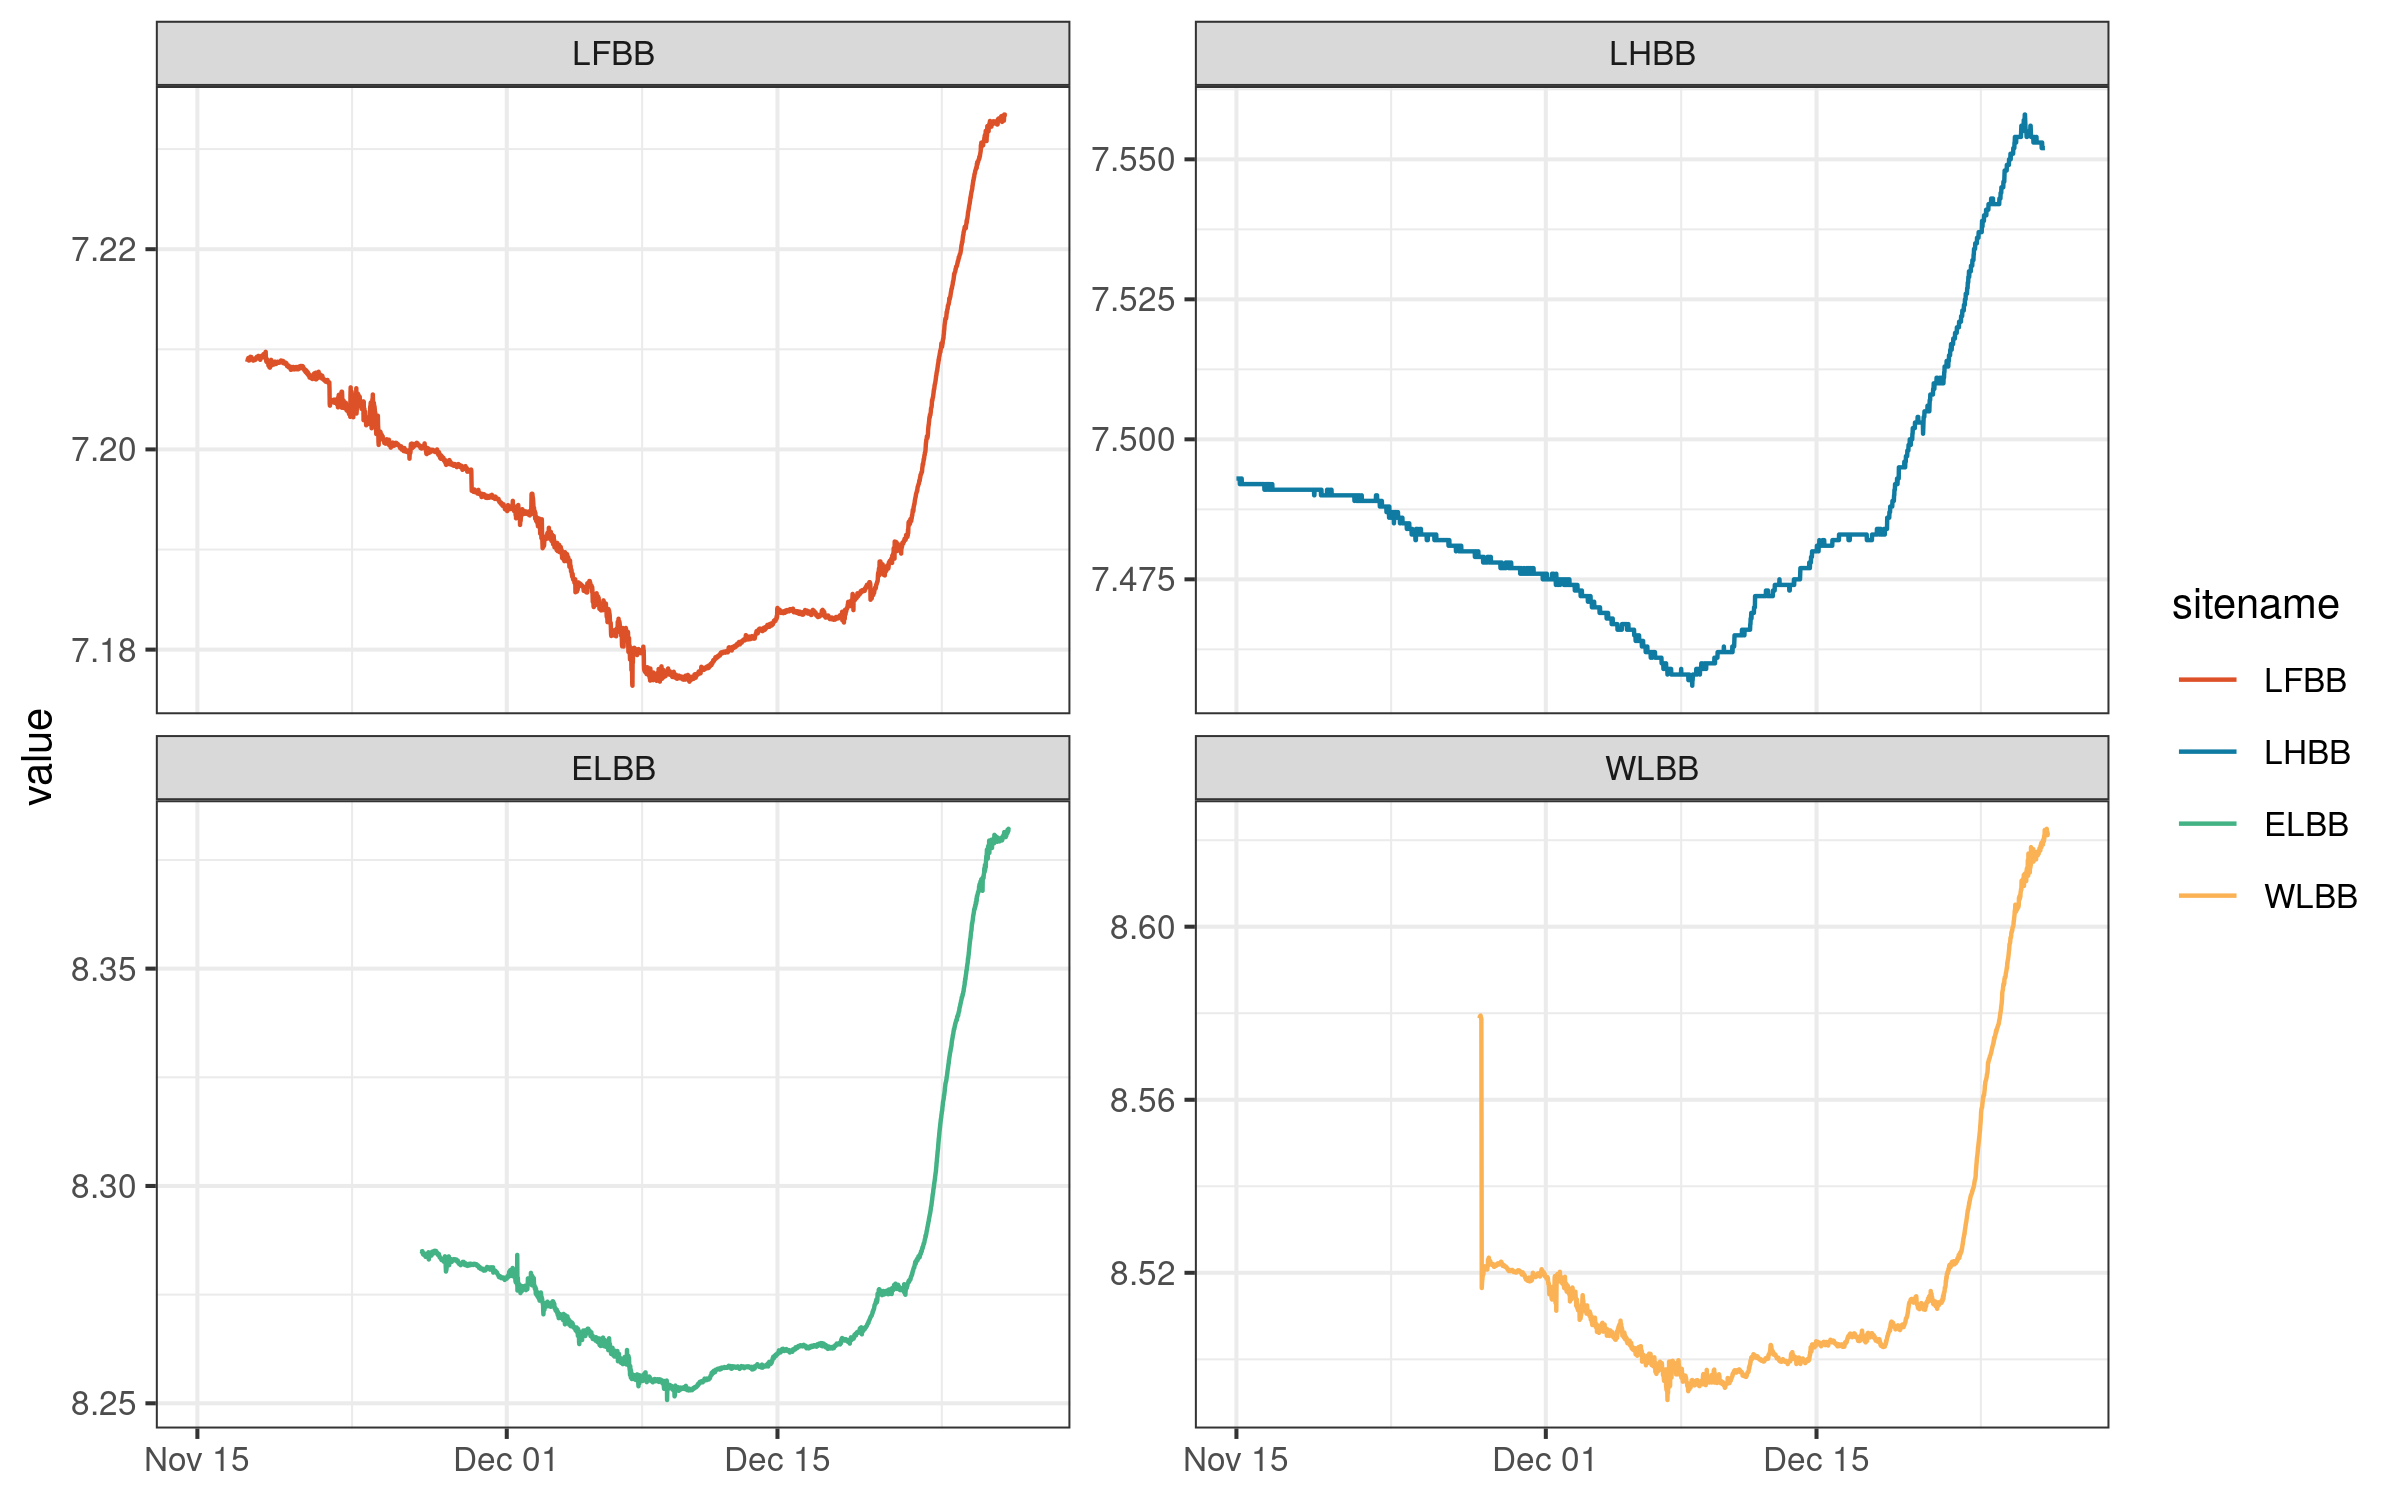 LFBB
LHBB
7.22
7.20
7.18
7.550
7.525
7.500
7.475
value
ELBB
WLBB
8.35
8.30
8.25
8.60
8.56
8.52
Nov 15
Dec 01
Dec 15
Nov 15
Dec 01
Dec 15
sitename
LFBB
LHBB
ELBB
WLBB